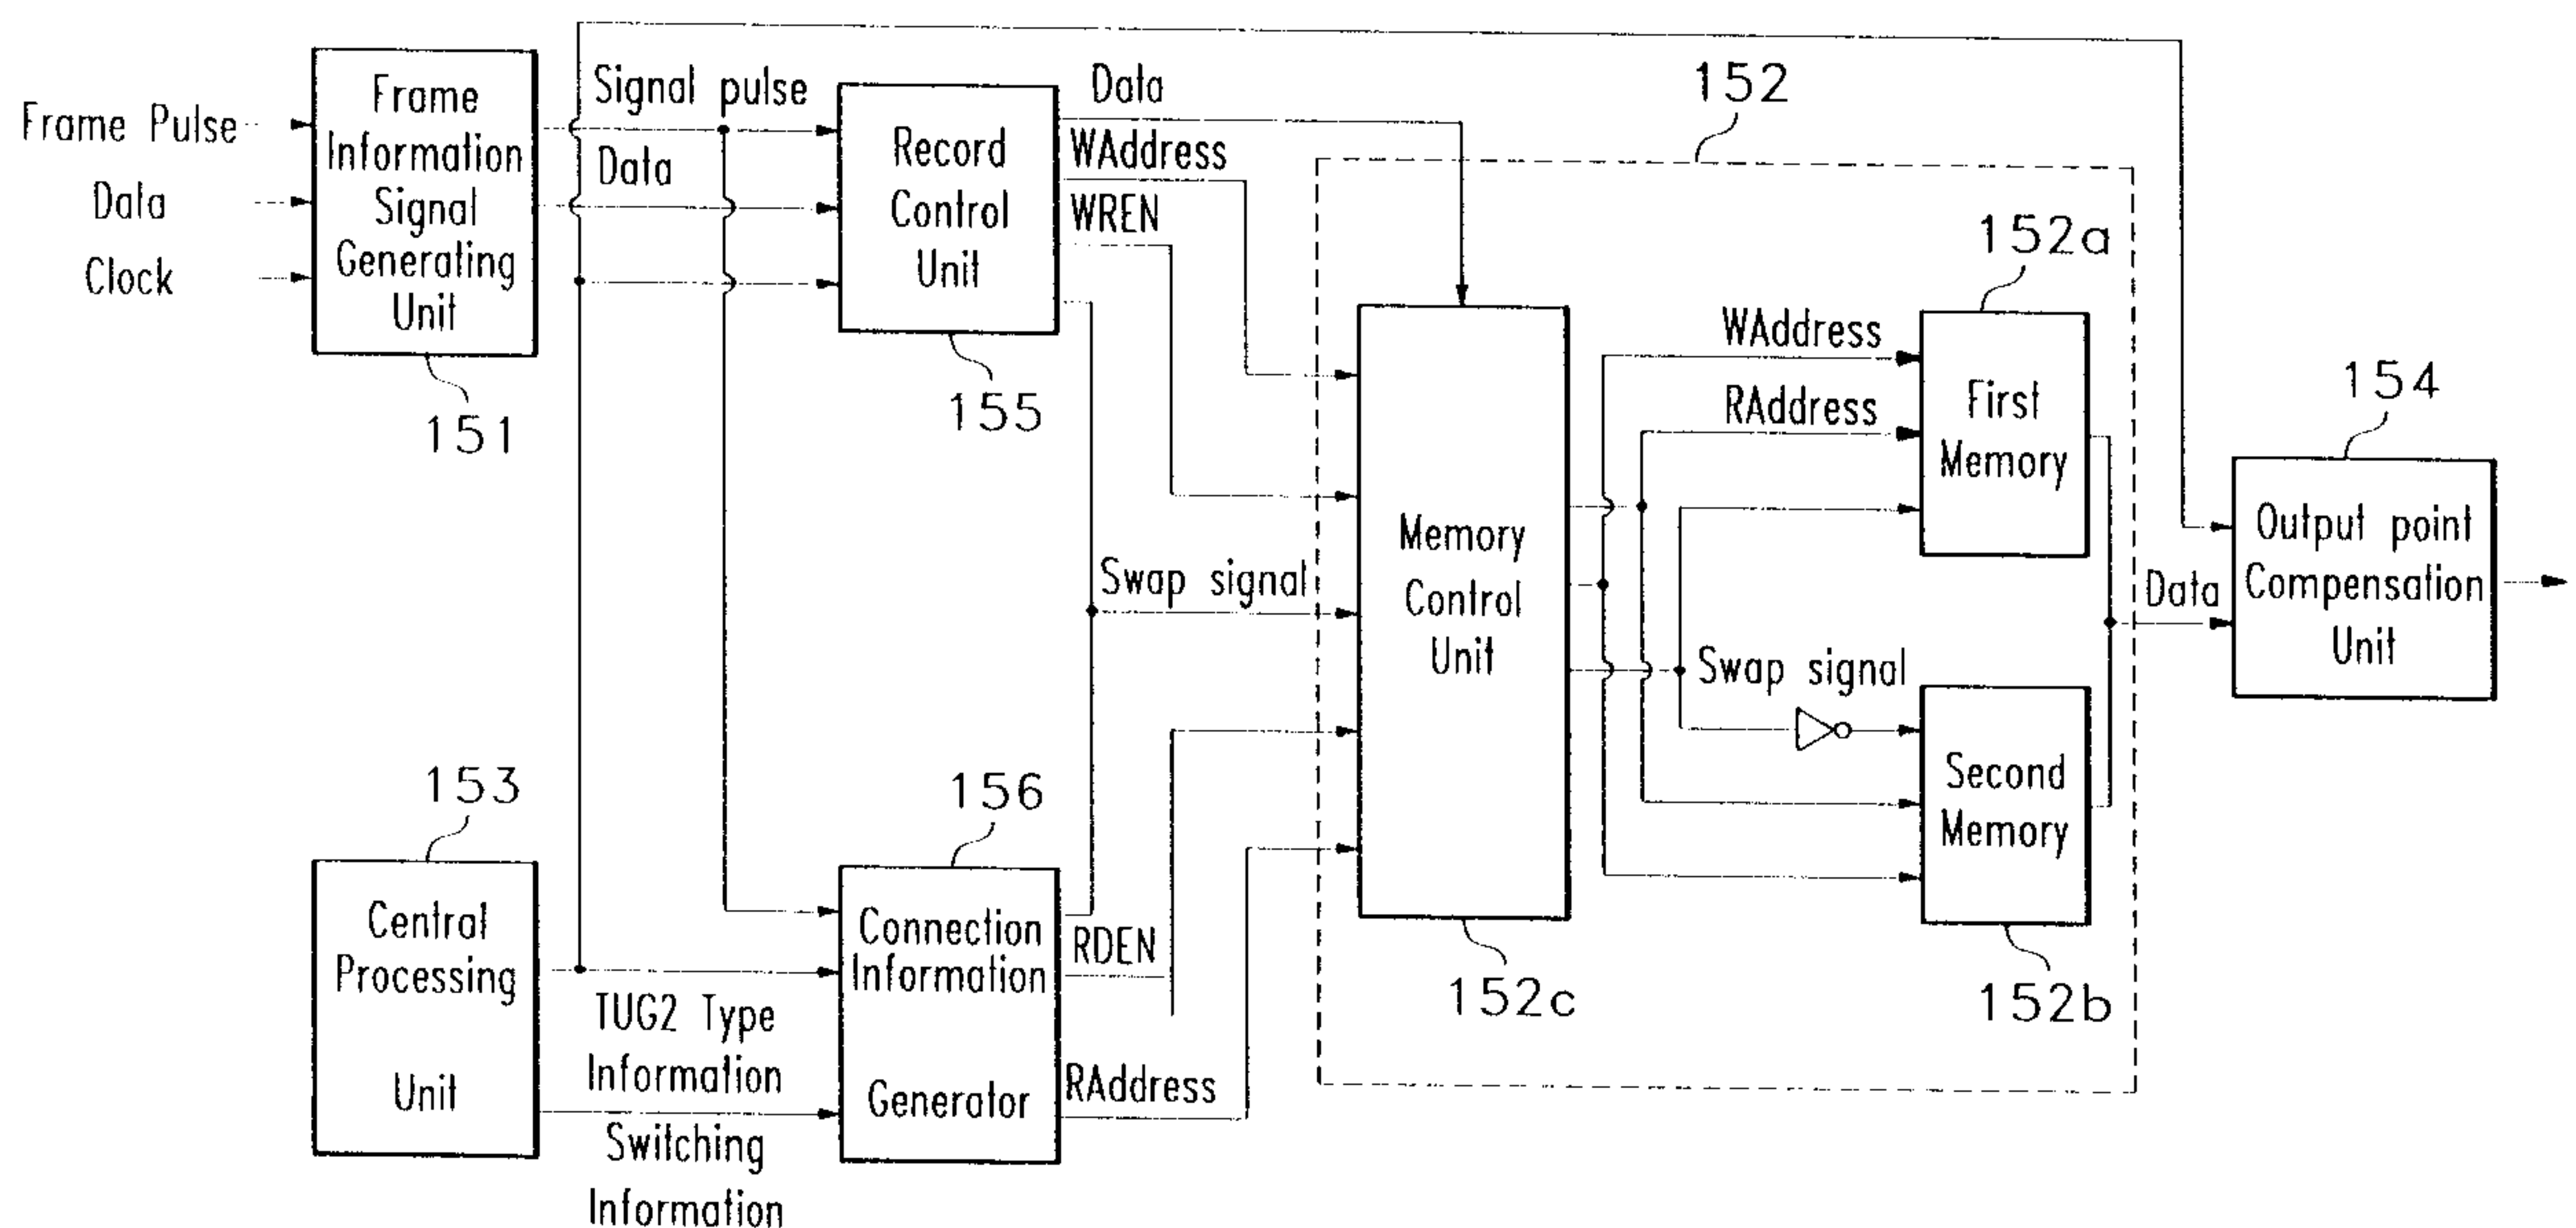 Frame Pulse
Data
Clock
Frame
Information
Signal
Generating
Unit
151
Signal pulse
Data
Record
Control
Unit
155
Data
WAddress
WREN
Swap signal
152
Memory
Control
Unit
152c
WAddress
RAddress
Swap signal
152a
First
Memory
Second
Memory
152b
Data
154
Output point
Compensation
Unit
153
Central
Processing
Unit
TUG2 Type
Information
Switching
Information
156
Connection
Information
Generator
RDEN
RAddress